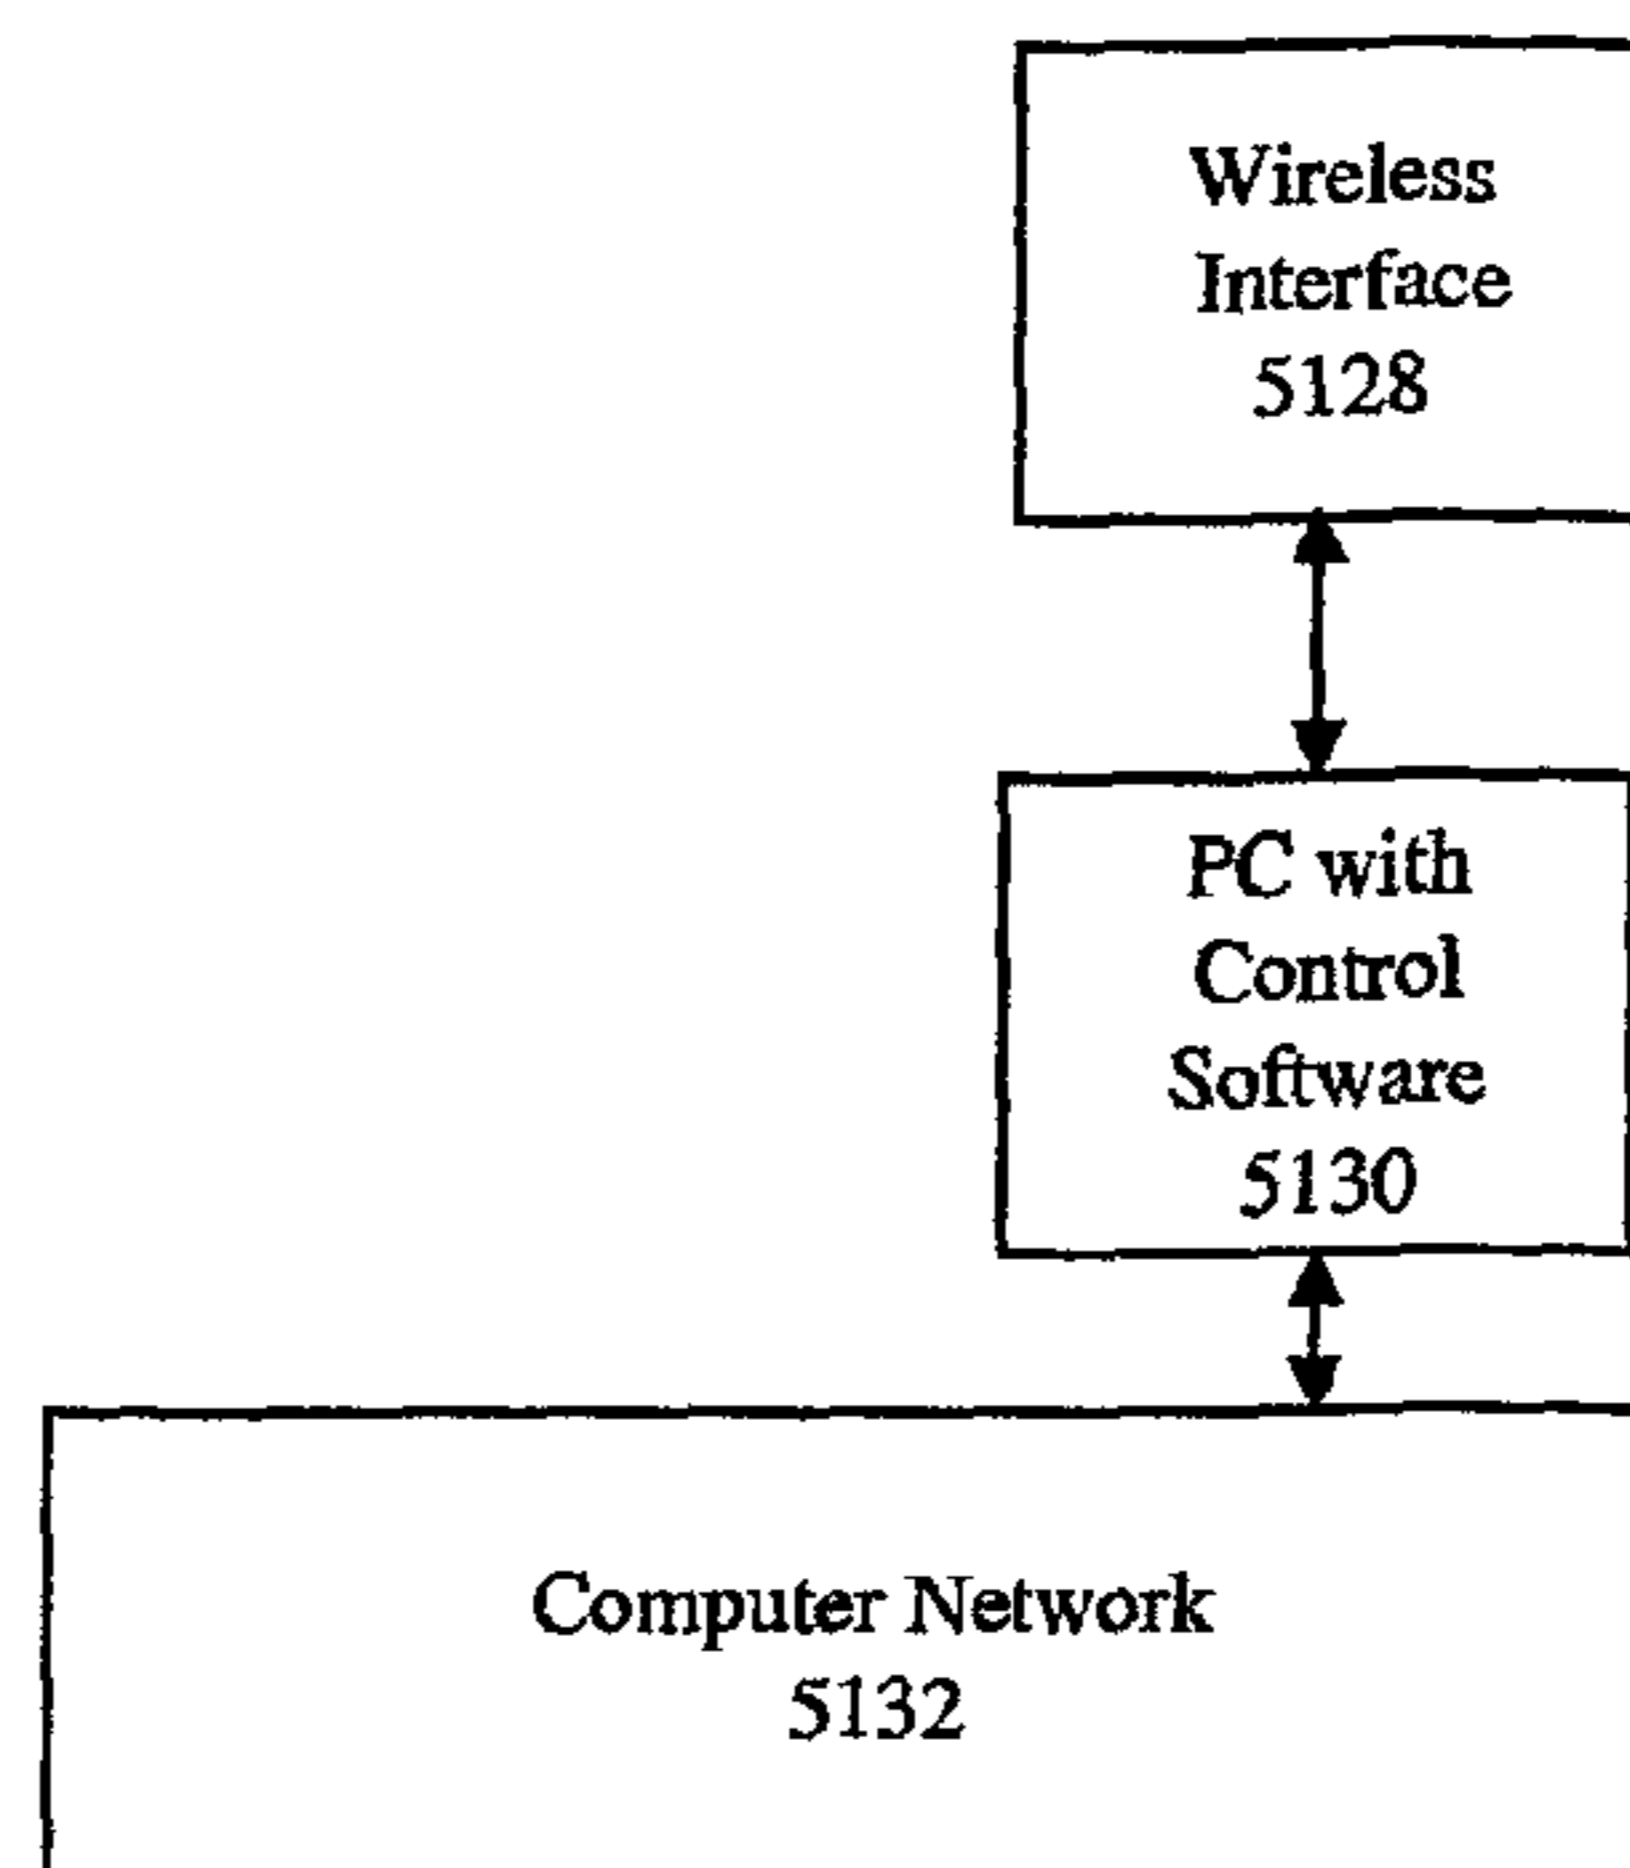 Wireless
Interface
5128
PC with
Control
Software
5130
Computer Network
5132